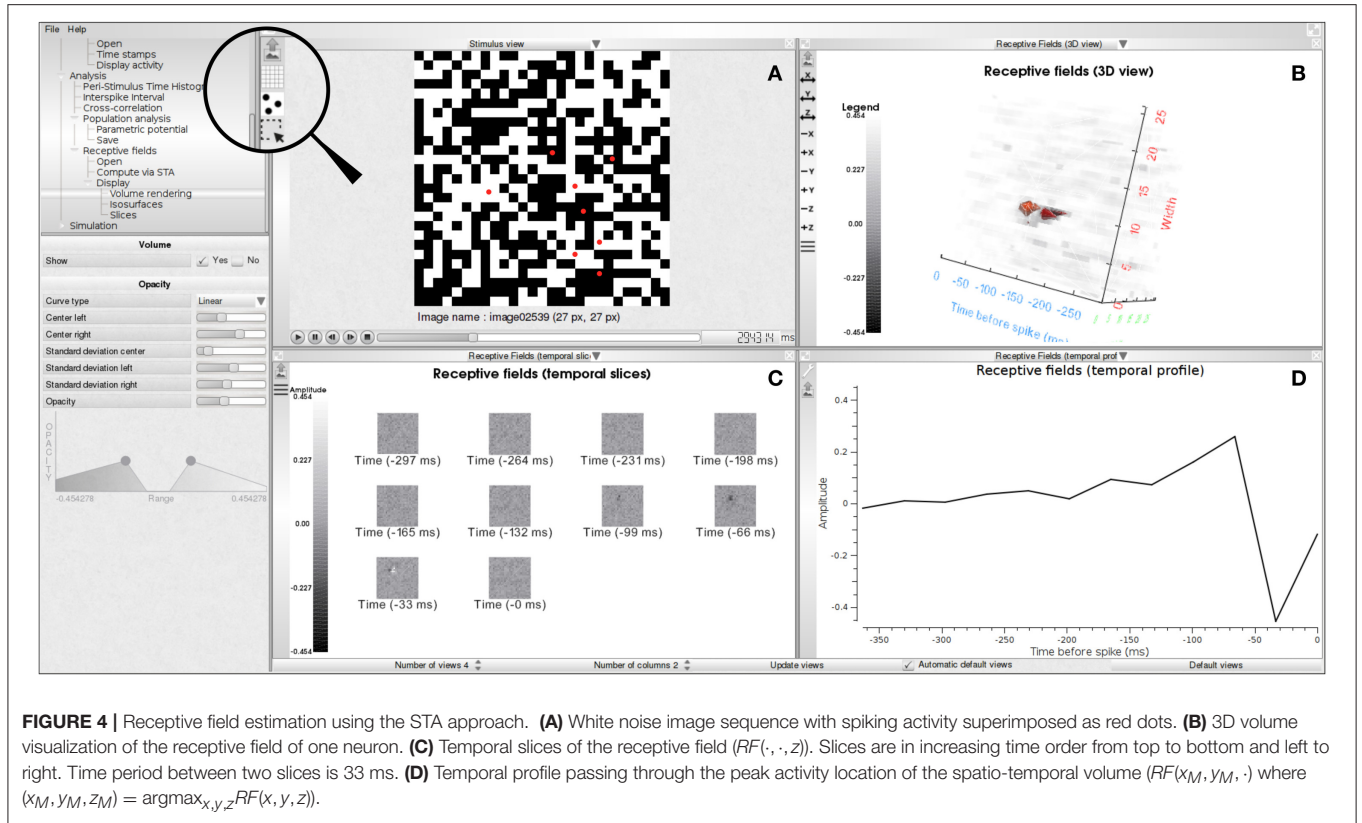 File Help
Open
Time stamps
Display activity
Analysis
Peri-Stimulus Time Histogr
Interspike Interval
Cross-correlation
Population analysis
Parametric potential
Save
Receptive fields
Open
Compute via STA
Display
Volume rendering
Isosurfaces
Slices
Simulation
Volume
Show Yes No
Opacity
Curve type Linear
Center left
Center right
Standard deviation center
Standard deviation left
Standard deviation right
Opacity
OPACITY
-0.454278 Range 0.454278
Stimulus view
A
Image name : image02539 (27 px, 27 px)
294314 ms
Receptive Fields (3D view)
Receptive fields (3D view)
B
X
Y
Z
-X
+X
-Y
+Y
-Z
+Z
Legend
0.454
0.227
0.00
-0.227
-0.454
25
20
15
10
5
0
Width
0 -50 -100 -150 -200 -250
Time before spike (ms)
Receptive Fields (temporal slic
Receptive fields (temporal slices)
C
Amplitude
0.454
0.227
0.00
-0.227
-0.454
Time (-297 ms) Time (-264 ms) Time (-231 ms) Time (-198 ms)
Time (-165 ms) Time (-132 ms) Time (-99 ms) Time (-66 ms)
Time (-33 ms) Time (-0 ms)
Receptive Fields (temporal prof
Receptive fields (temporal profile)
D
Amplitude
0.4
0.2
0
-0.2
-0.4
-350 -300 -250 -200 -150 -100 -50 0
Time before spike (ms)
Number of views 4 Number of columns 2 Update views Automatic default views Default views
FIGURE 4 | Receptive field estimation using the STA approach. (A) White noise image sequence with spiking activity superimposed as red dots. (B) 3D volume
visualization of the receptive field of one neuron. (C) Temporal slices of the receptive field (RF(·, ·, z)). Slices are in increasing time order from top to bottom and left to
right. Time period between two slices is 33 ms. (D) Temporal profile passing through the peak activity location of the spatio-temporal volume (RF(x_M, y_M, ·) where
(x_M, y_M, z_M) = argmax_{x,y,z}RF(x, y, z)).